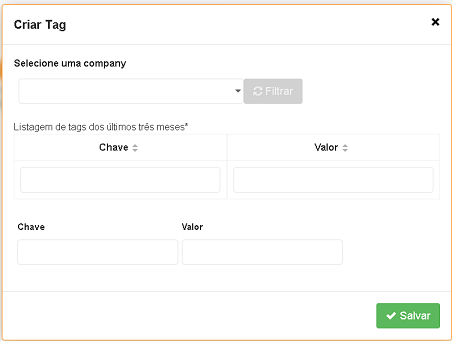 Criar Tag
Selecione uma company
Filtrar
Listagem de tags dos últimos três meses*
Chave Valor
Chave Valor
Salvar